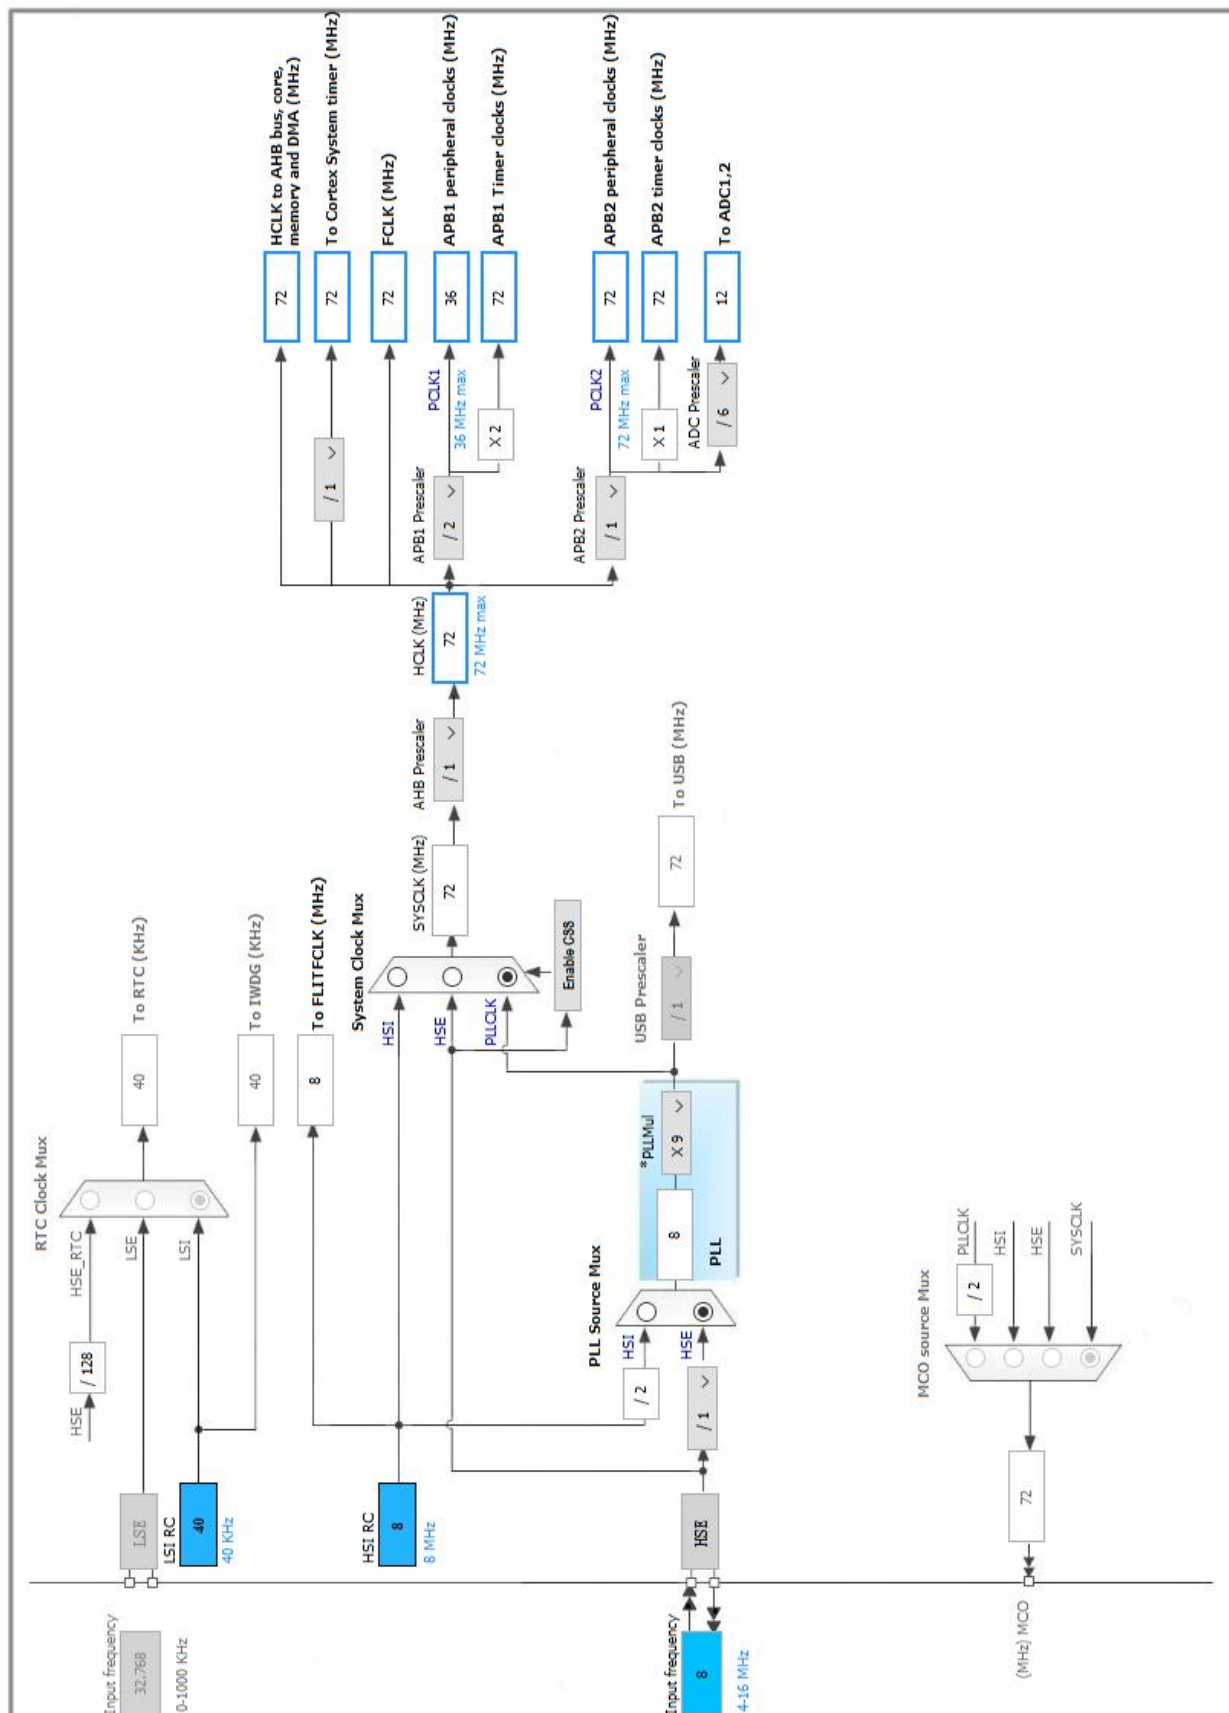 RTC Clock Mux
HSE
/ 128
HSE_RTC
LSE
LSI
40
To RTC (KHz)
40
To IWDG (KHz)
Input frequency
32.768
0-1000 KHz
LSE
LSI RC
40
40 KHz
HSI RC
8
8 MHz
8
To FLITFCLK (MHz)
System Clock Mux
HSI
HSE
PLLCLK
Enable CSS
SYSCLK (MHz)
72
AHB Prescaler
/ 1
HCLK (MHz)
72
72 MHz max
72
HCLK to AHB bus, core,
memory and DMA (MHz)
/ 1
72
To Cortex System timer (MHz)
72
FCLK (MHz)
APB1 Prescaler
/ 2
PCLK1
36 MHz max
36
APB1 peripheral clocks (MHz)
X 2
72
APB1 Timer clocks (MHz)
APB2 Prescaler
/ 1
PCLK2
72 MHz max
72
APB2 peripheral clocks (MHz)
X 1
72
APB2 timer clocks (MHz)
ADC Prescaler
/ 6
12
To ADC1,2
Input frequency
8
4-16 MHz
HSE
/ 1
/ 2
PLL Source Mux
HSI
HSE
8
*PLLMul
X 9
PLL
USB Prescaler
/ 1
72
To USB (MHz)
MCO source Mux
/ 2
PLLCLK
HSI
HSE
SYSCLK
72
(MHz) MCO